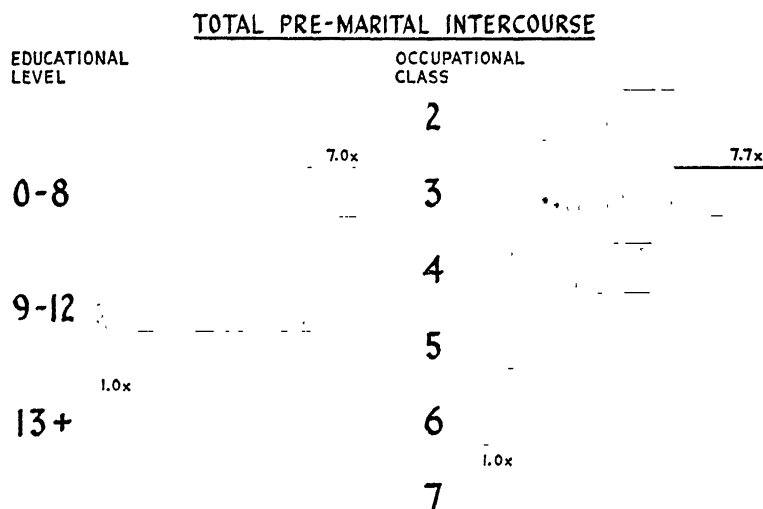 TOTAL PRE-MARITAL INTERCOURSE
EDUCATIONAL
LEVEL
7.0x
0-8
9-12
1.0x
13+
OCCUPATIONAL
CLASS
2
7.7x
3
4
5
6
1.0x
7